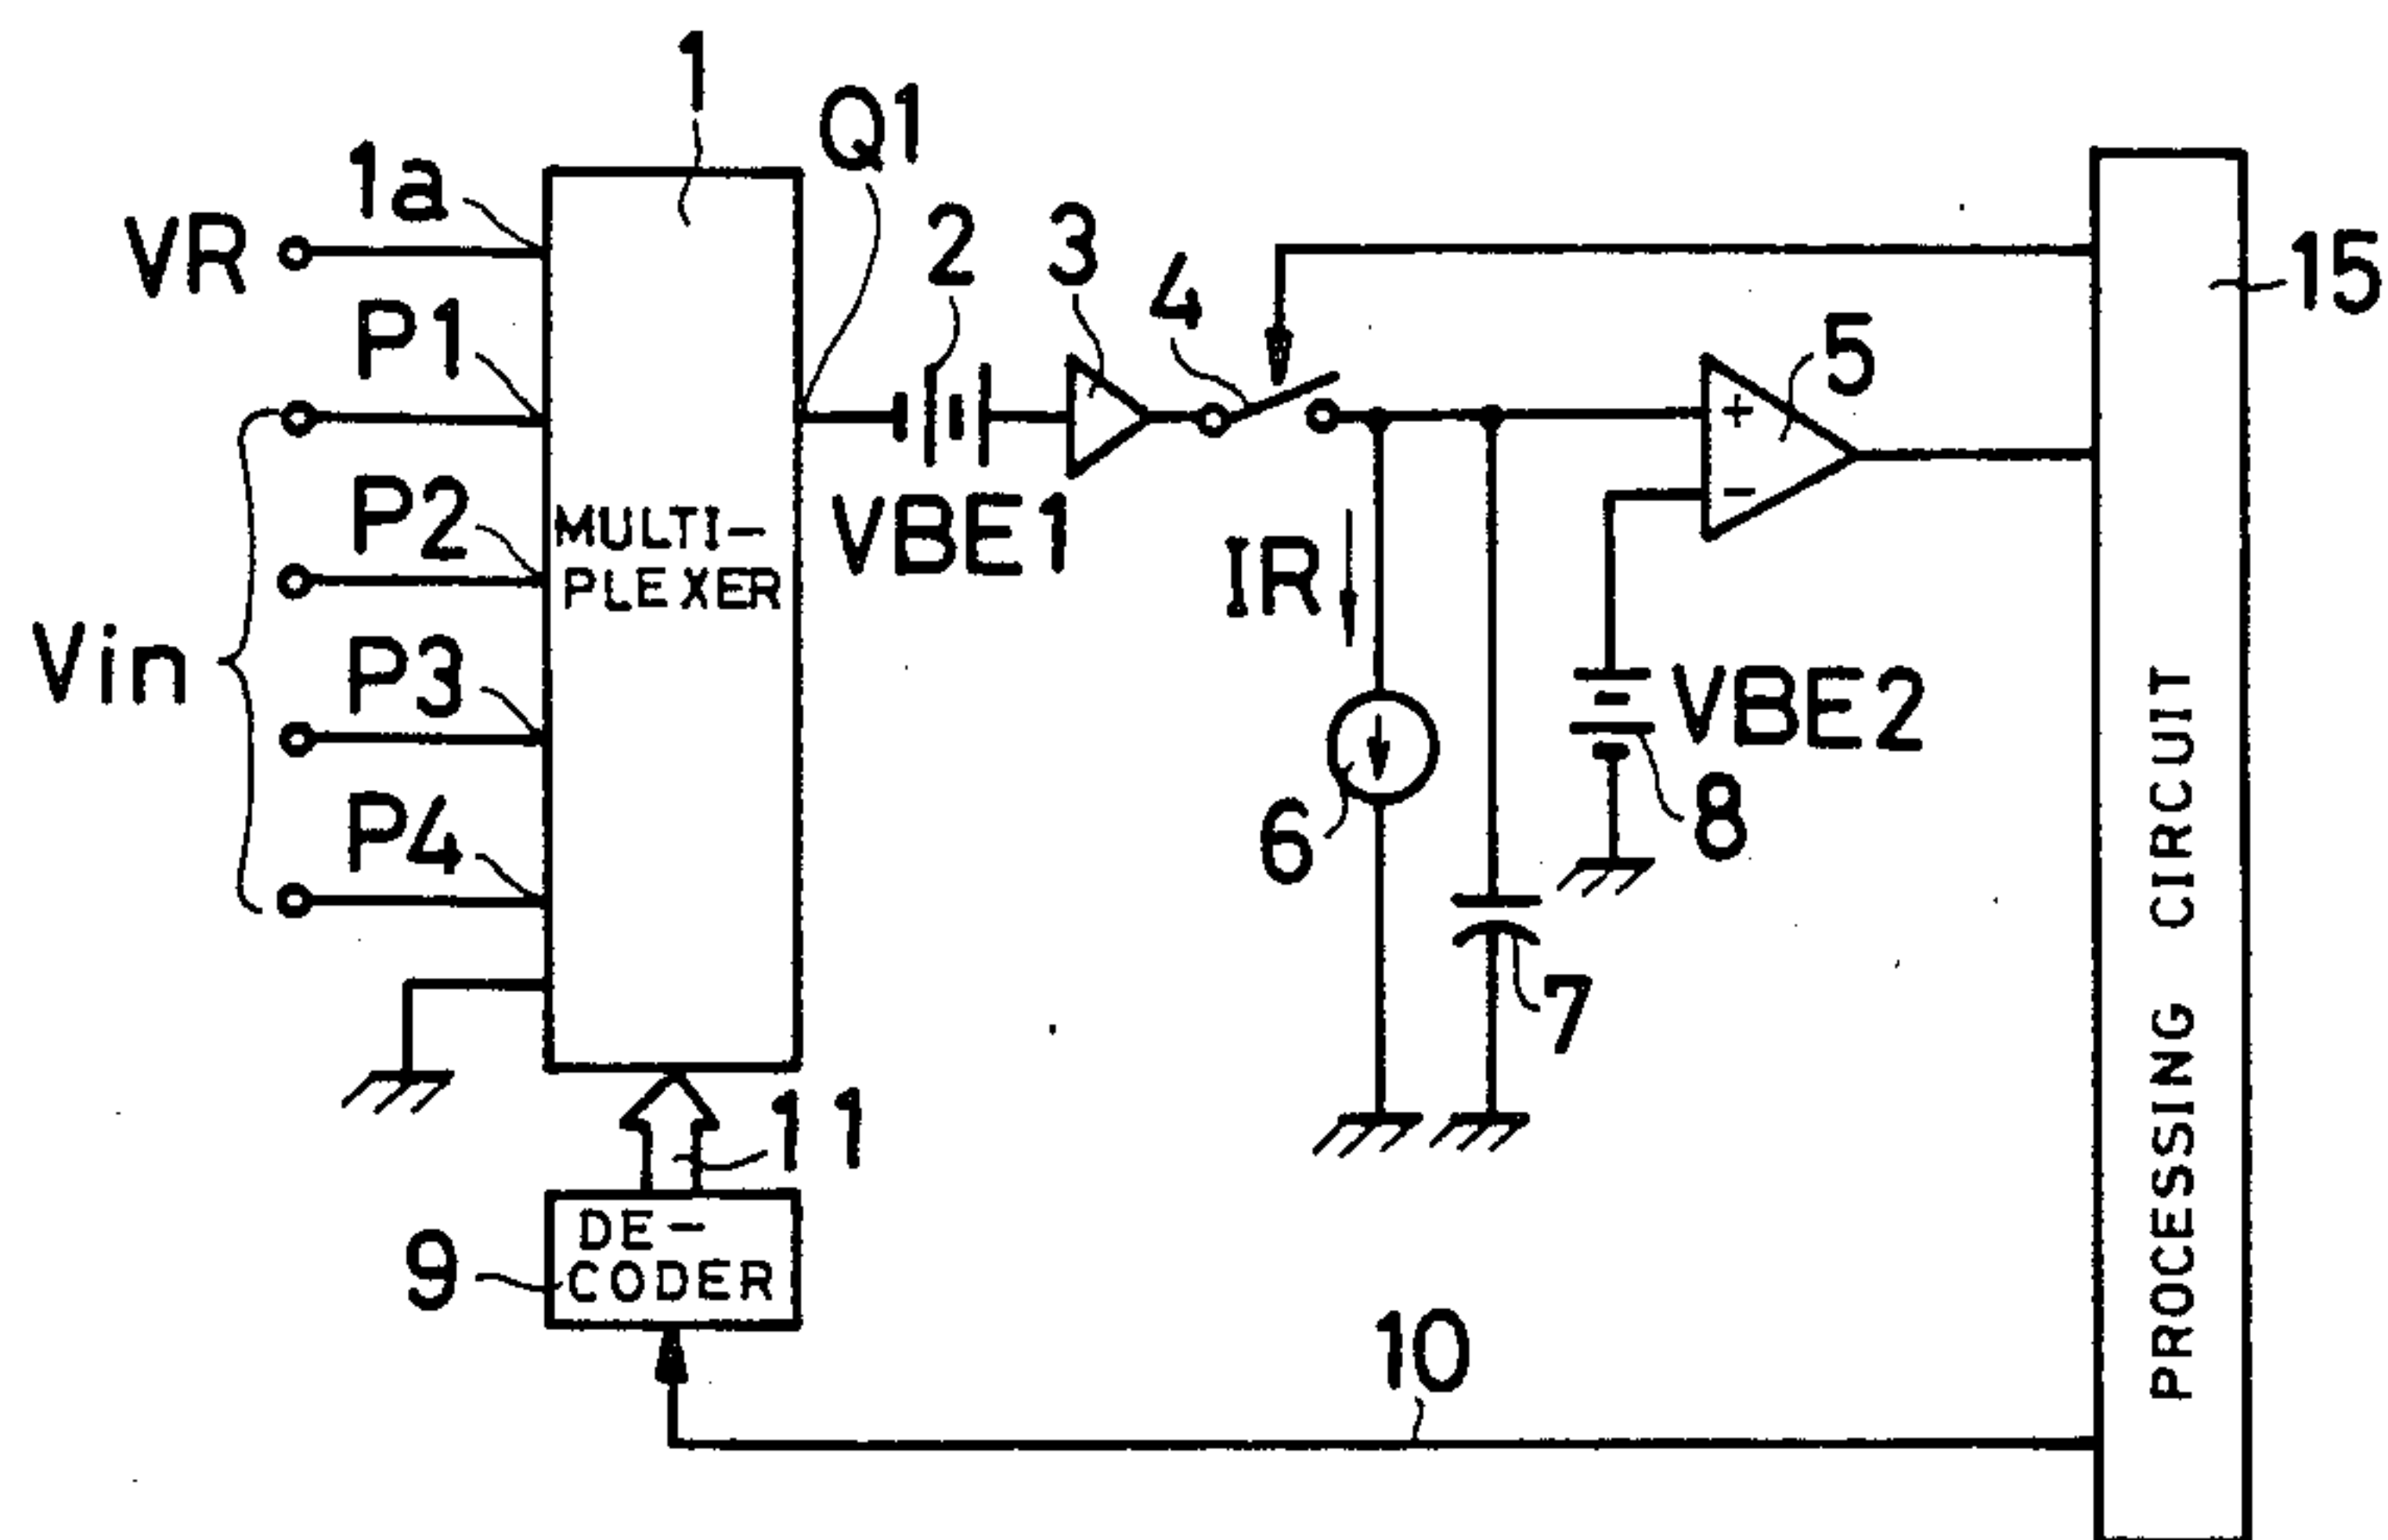 1
Q1
1a
VR
2
3
4
15
P1
5
+
P2
MULTI-
PLEXER
VBE1
-
IR
Vin
P3
VBE2
P4
6
8
7
11
9
DE-
CODER
10
PROCESSING CIRCUIT